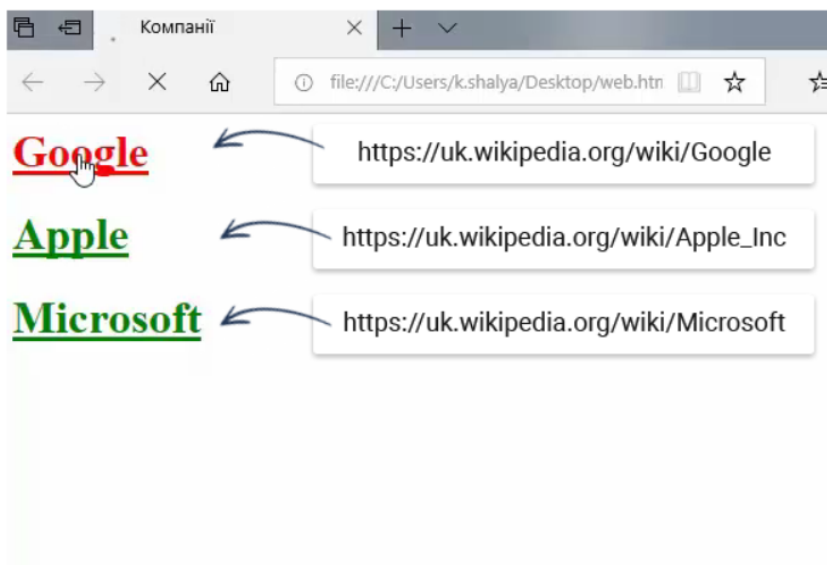 Компанії
file:///C:/Users/k.shalya/Desktop/web.htn
Google
https://uk.wikipedia.org/wiki/Google
Apple
https://uk.wikipedia.org/wiki/Apple_Inc
Microsoft
https://uk.wikipedia.org/wiki/Microsoft